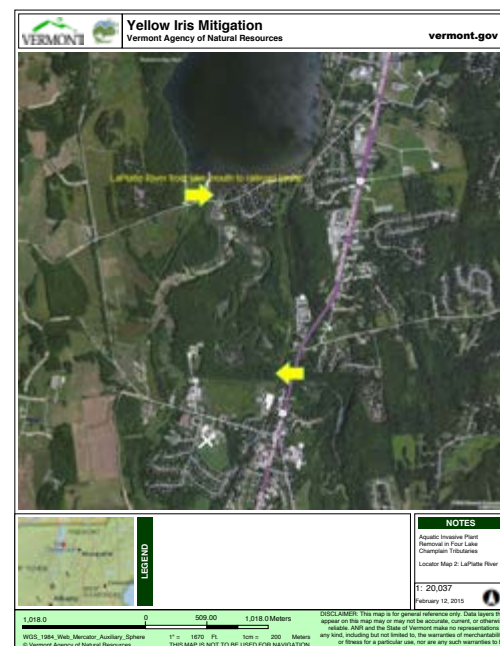 VERMONT
Yellow Iris Mitigation
Vermont Agency of Natural Resources
vermont.gov
LaPlatte River from lake mouth to railroad
LEGEND
NOTES
Aquatic Invasive Plant
Removal in Four Lake
Champlain Tributaries
Locator Map 2: LaPlatte River
1: 20,037
February 12, 2015
1,018.0 0 509.00 1,018.0 Meters
WGS_1984_Web_Mercator_Auxiliary_Sphere 1" = 1670 Ft. 1cm = 200 Meters
© Vermont Agency of Natural Resources THIS MAP IS NOT TO BE USED FOR NAVIGATION
DISCLAIMER: This map is for general reference only. Data layers th
appear on this map may or may not be accurate, current, or otherwis
reliable. ANR and the State of Vermont make no representations
any kind, including but not limited to, the warranties of merchantabili
or fitness for a particular use, nor are any such warranties to